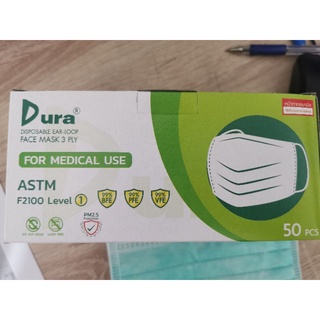 Dura®
DISPOSABLE EAR-LOOP
FACE MASK 3 PLY
FOR MEDICAL USE
ASTM
F2100 Level 1
99% BFE
99% PFE
99% VFE
PM2.5
50 PCS